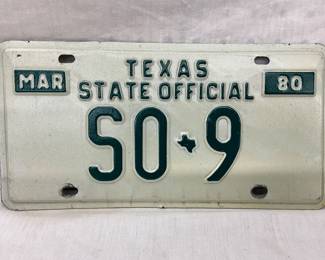 TEXAS
MAR STATE OFFICIAL 80
SO 9